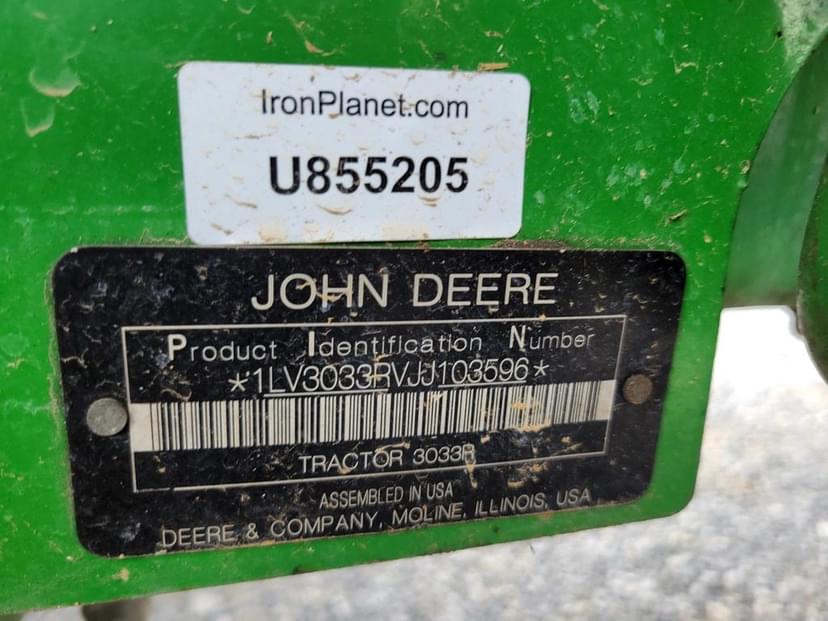 IronPlanet.com
U855205
JOHN DEERE
Product Identification Number
*1LV3033RVJJ103596*
TRACTOR 3033R
ASSEMBLED IN USA
DEERE & COMPANY, MOLINE, ILLINOIS, USA